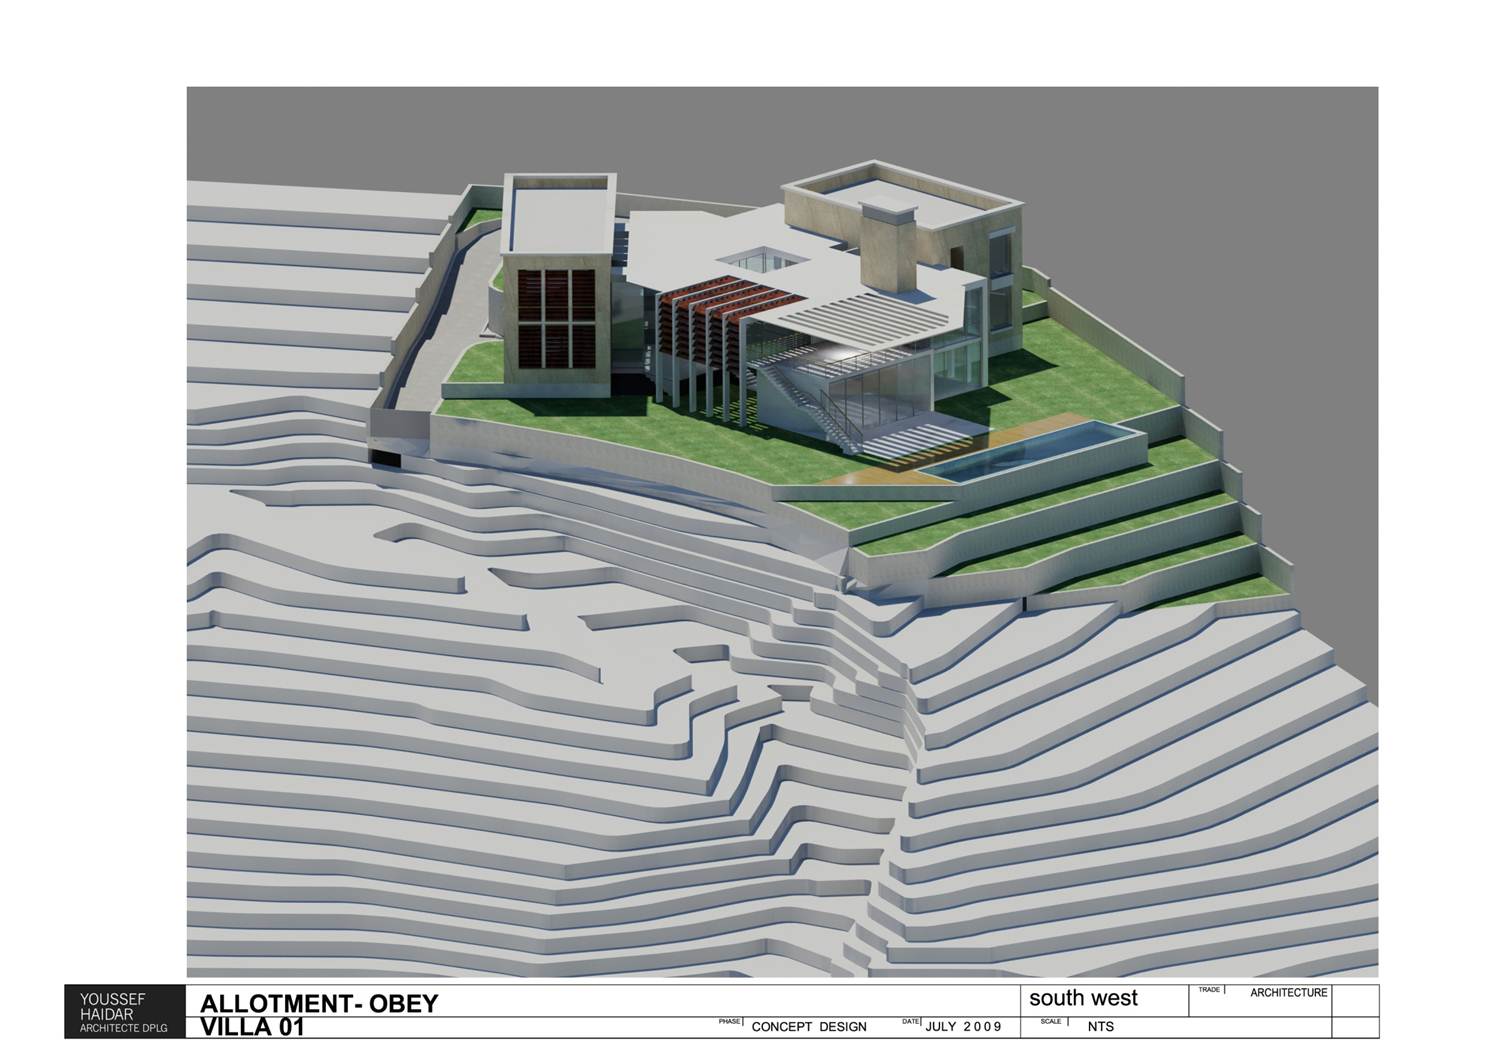 YOUSSEF
HAIDAR
ARCHITECTE DPLG
ALLOTMENT- OBEY
VILLA 01
PHASE CONCEPT DESIGN
DATE JULY 2009
south west
SCALE NTS
TRADE ARCHITECTURE